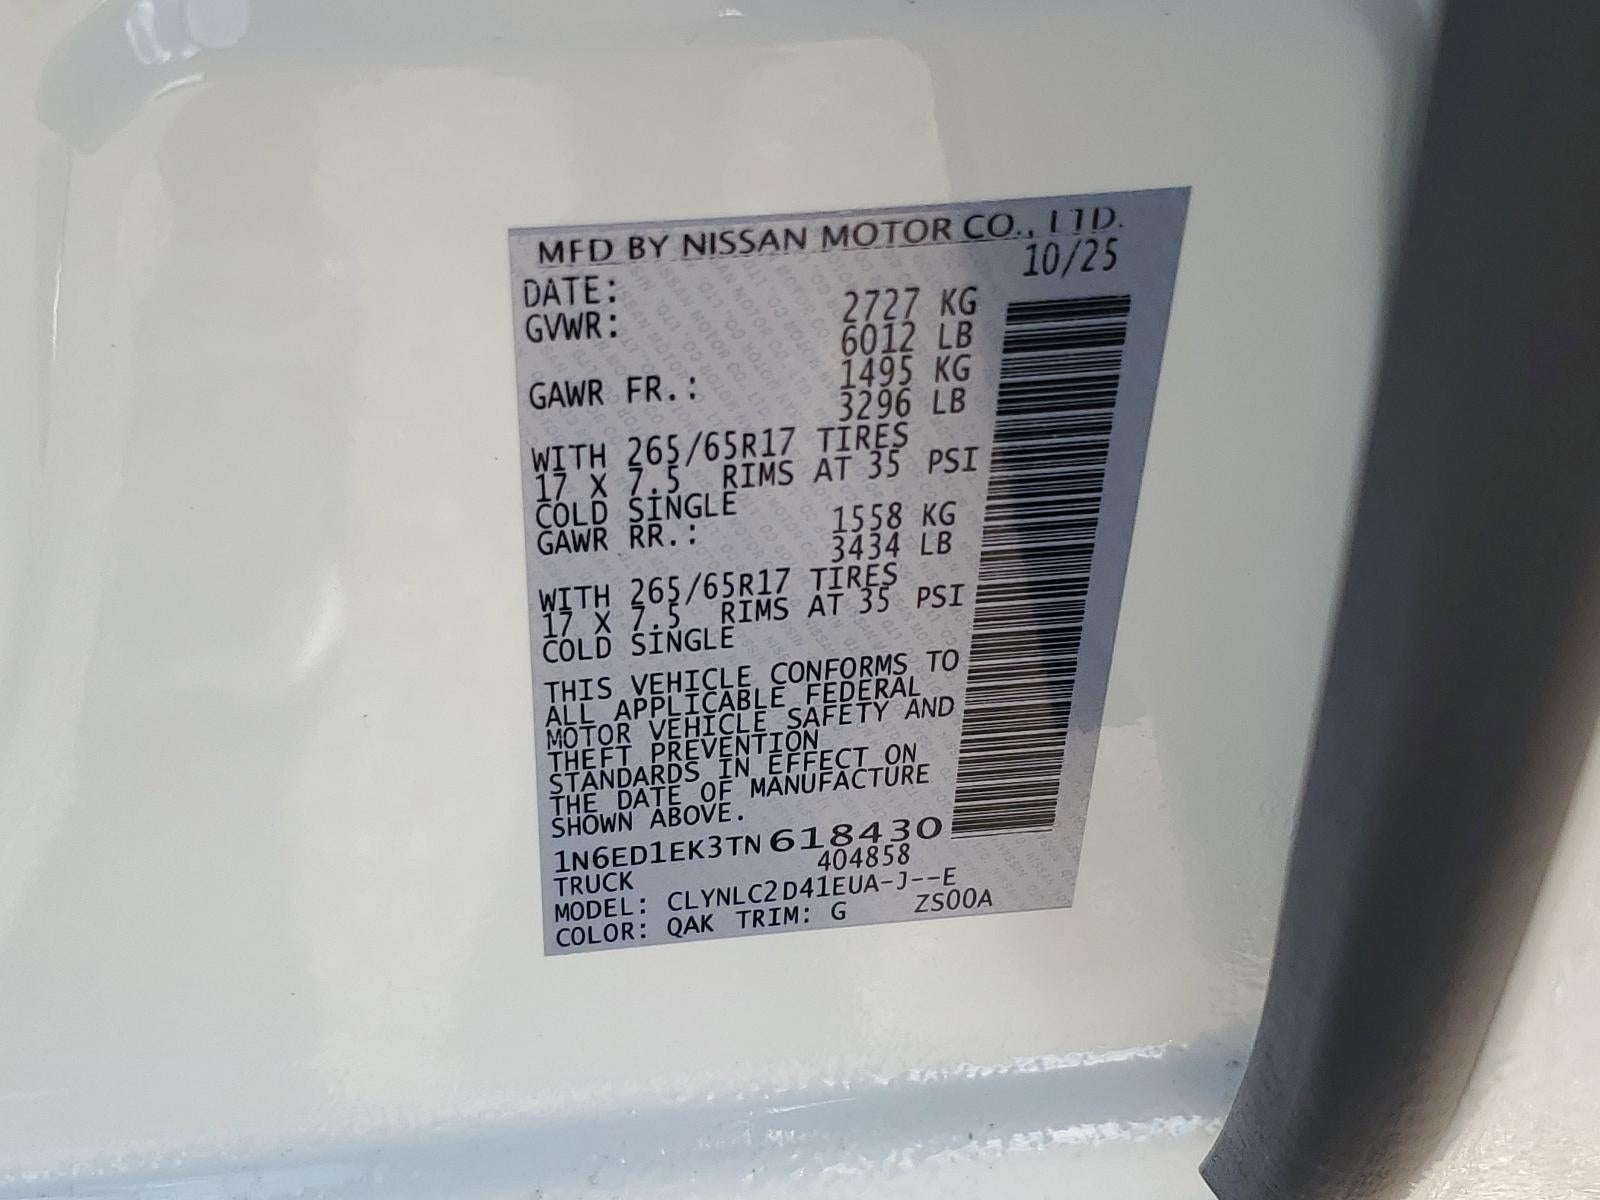 MFD BY NISSAN MOTOR CO., LTD.
DATE: 10/25
GVWR: 2727 KG
6012 LB
GAWR FR.: 1495 KG
3296 LB
WITH 265/65R17 TIRES
17 X 7.5 RIMS AT 35 PSI
COLD SINGLE
GAWR RR.: 1558 KG
3434 LB
WITH 265/65R17 TIRES
17 X 7.5 RIMS AT 35 PSI
COLD SINGLE
THIS VEHICLE CONFORMS TO
ALL APPLICABLE FEDERAL
MOTOR VEHICLE SAFETY AND
THEFT PREVENTION
STANDARDS IN EFFECT ON
THE DATE OF MANUFACTURE
SHOWN ABOVE.
1N6ED1EK3TN618430
TRUCK 404858
MODEL: CLYNLC2D41EUA-J--E
COLOR: QAK TRIM: G ZS00A